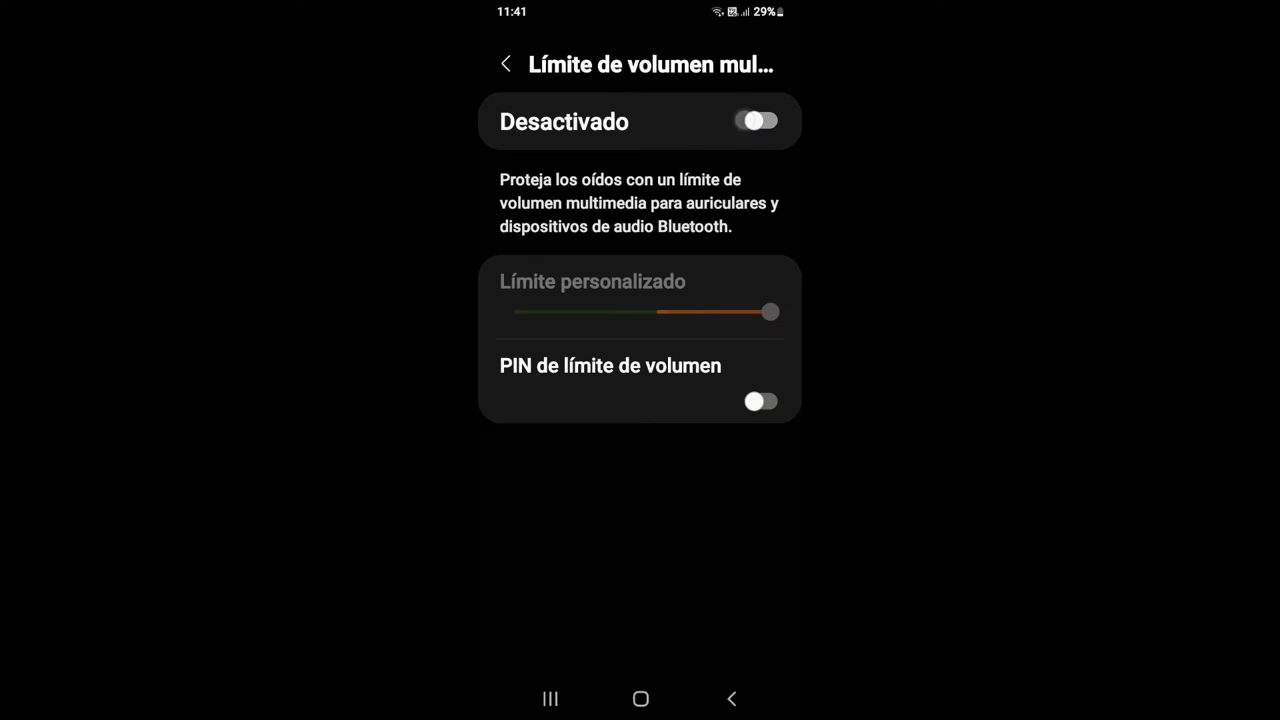 11:41
29%
Límite de volumen mul...
Desactivado
Proteja los oídos con un límite de
volumen multimedia para auriculares y
dispositivos de audio Bluetooth.
Límite personalizado
PIN de límite de volumen